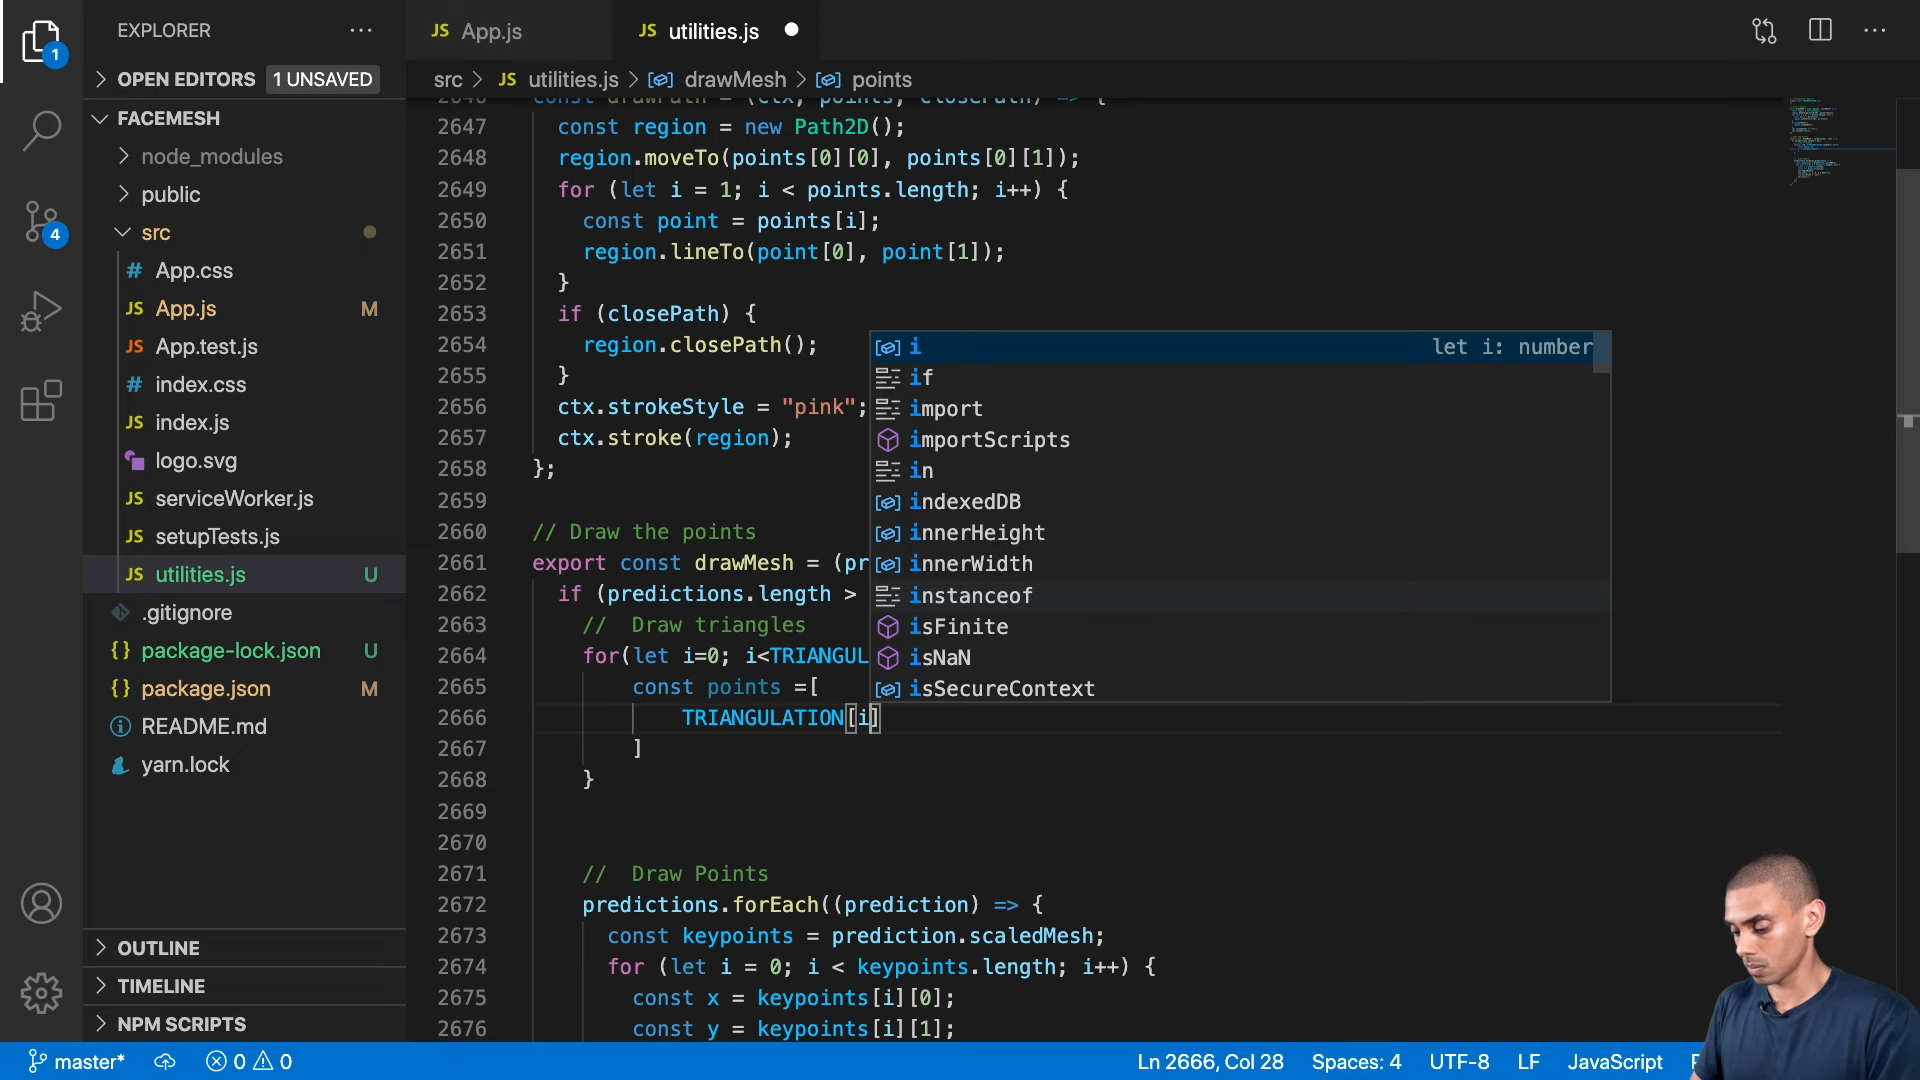 EXPLORER
JS App.js
JS utilities.js
1
OPEN EDITORS 1 UNSAVED
src > JS utilities.js > drawMesh > points
FACEMESH
node_modules
public
src
# App.css
JS App.js M
JS App.test.js
# index.css
JS index.js
logo.svg
JS serviceWorker.js
JS setupTests.js
JS utilities.js U
.gitignore
{} package-lock.json U
{} package.json M
README.md
yarn.lock
OUTLINE
TIMELINE
NPM SCRIPTS
4
2646 const drawPath = (ctx, points, closePath) => {
2647 const region = new Path2D();
2648 region.moveTo(points[0][0], points[0][1]);
2649 for (let i = 1; i < points.length; i++) {
2650 const point = points[i];
2651 region.lineTo(point[0], point[1]);
2652 }
2653 if (closePath) {
2654 region.closePath();
2655 }
2656 ctx.strokeStyle = "pink";
2657 ctx.stroke(region);
2658 };
2659
2660 // Draw the points
2661 export const drawMesh = (pr
2662 if (predictions.length >
2663 // Draw triangles
2664 for(let i=0; i<TRIANGUL
2665 const points =[
2666 TRIANGULATION[i]
2667 ]
2668 }
2669
2670
2671 // Draw Points
2672 predictions.forEach((prediction) => {
2673 const keypoints = prediction.scaledMesh;
2674 for (let i = 0; i < keypoints.length; i++) {
2675 const x = keypoints[i][0];
2676 const y = keypoints[i][1];
i let i: number
if
import
importScripts
in
indexedDB
innerHeight
innerWidth
instanceof
isFinite
isNaN
isSecureContext
master* 0 0
Ln 2666, Col 28 Spaces: 4 UTF-8 LF JavaScript